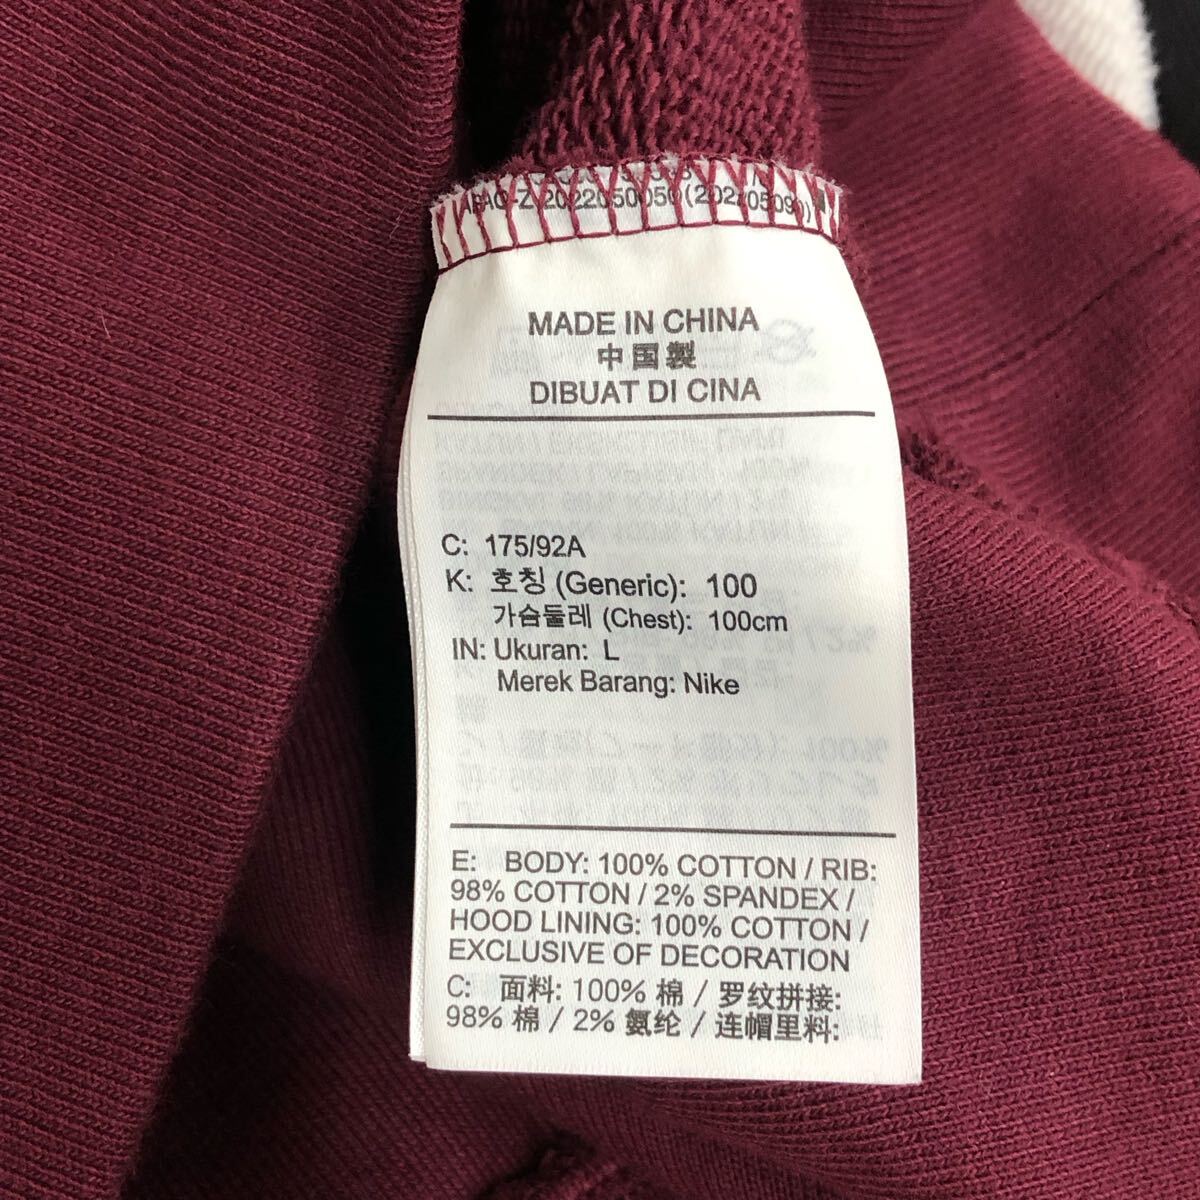 MADE IN CHINA
中国製
DIBUAT DI CINA
C: 175/92A
K: 호칭 (Generic): 100
가슴둘레 (Chest): 100cm
IN: Ukuran: L
Merek Barang: Nike
E: BODY: 100% COTTON / RIB:
98% COTTON / 2% SPANDEX /
HOOD LINING: 100% COTTON /
EXCLUSIVE OF DECORATION
C: 面料: 100% 棉 / 罗纹拼接:
98% 棉 / 2% 氨纶 / 连帽里料: